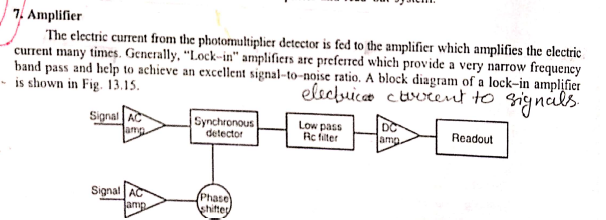 7. Amplifier
The electric current from the photomultiplier detector is fed to the amplifier which amplifies the electric
current many times. Generally, "Lock–in" amplifiers are preferred which provide a very narrow frequency
band pass and help to achieve an excellent signal–to–noise ratio. A block diagram of a lock–in amplifier
is shown in Fig. 13.15.
current to signals.
Signal AC
amp.
Synchronous
detector
Low pass
Rc filter
DC
amp.
Readout
Signal AC
amp.
Phase
shifter